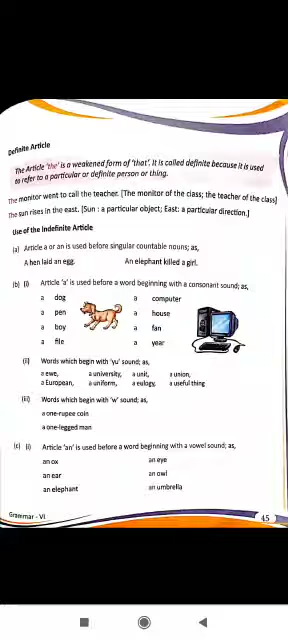 Definite Article
The Article 'the' is a weakened form of 'that'. It is called definite because it is used
to refer to a particular or definite person or thing.
The monitor went to call the teacher. [The monitor of the class; the teacher of the class]
The sun rises in the east. [Sun : a particular object; East: a particular direction.]
Use of the Indefinite Article
(a) Article a or an is used before singular countable nouns; as,
A hen laid an egg. An elephant killed a girl.
(b) (i) Article 'a' is used before a word beginning with a consonant sound; as,
a dog a computer
a pen a house
a boy a fan
a file a year
(ii) Words which begin with 'yu' sound; as,
a ewe, a university, a unit, a union,
a European, a uniform, a eulogy, a useful thing
(iii) Words which begin with 'w' sound; as,
a one-rupee coin
a one-legged man
(c) (i) Article 'an' is used before a word beginning with a vowel sound; as,
an ox an eye
an ear an owl
an elephant an umbrella
Grammar - VI 45